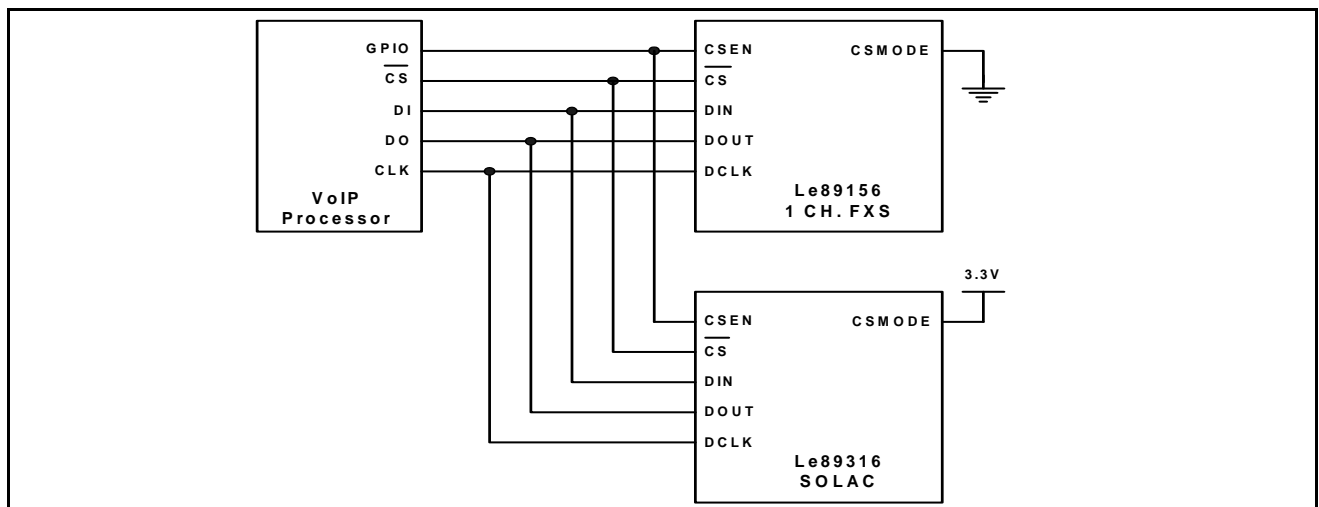 GPIO
CS
DI
DO
CLK
VoIP
Processor
CSEN
CS
DIN
DOUT
DCLK
CSMODE
Le89156
1 CH. FXS
3.3V
CSEN
CS
DIN
DOUT
DCLK
CSMODE
Le89316
SOLAC